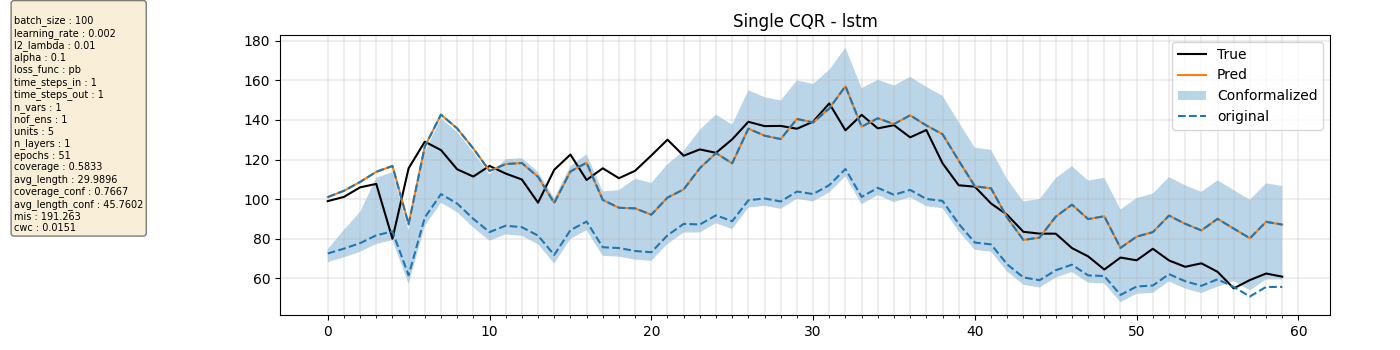 Single CQR - lstm
batch_size : 100
learning_rate : 0.002
l2_lambda : 0.01
alpha : 0.1
loss_func : pb
time_steps_in : 1
time_steps_out : 1
n_vars : 1
nof_ens : 1
units : 5
n_layers : 1
epochs : 51
coverage : 0.5833
avg_length : 29.9896
coverage_conf : 0.7667
avg_length_conf : 45.7602
mis : 191.263
cwc : 0.0151
180
160
140
120
100
80
60
True
Pred
Conformalized
original
0 10 20 30 40 50 60